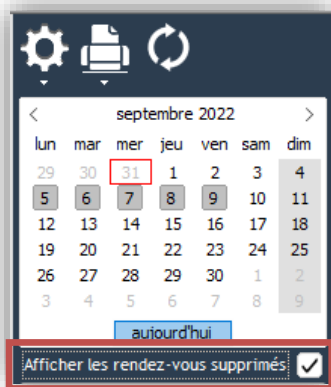 < septembre 2022 >
lun mar mer jeu ven sam dim
29 30 31 1 2 3 4
5 6 7 8 9 10 11
12 13 14 15 16 17 18
19 20 21 22 23 24 25
26 27 28 29 30 1 2
3 4 5 6 7 8 9
aujourd'hui
Afficher les rendez-vous supprimés